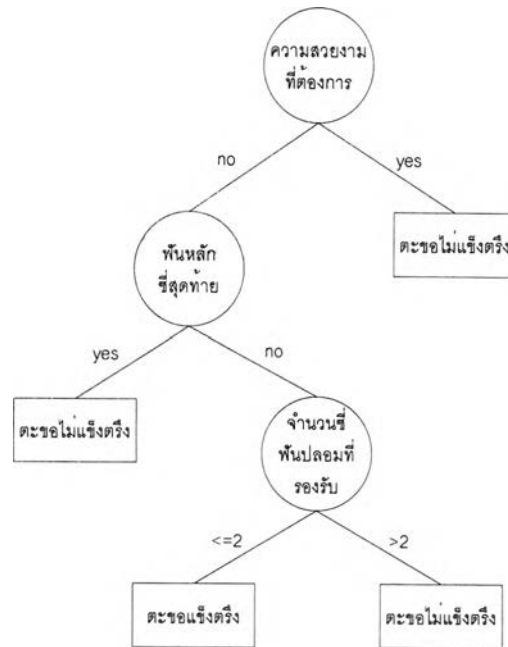 ความสวยงาม
ที่ต้องการ
no
yes
ฟันหลัก
ซี่สุดท้าย
ตะขอไม่แข็งตรึง
yes
no
ตะขอไม่แข็งตรึง
จำนวนซี่
ฟันปลอมที่
รองรับ
<=2
>2
ตะขอแข็งตรึง
ตะขอไม่แข็งตรึง